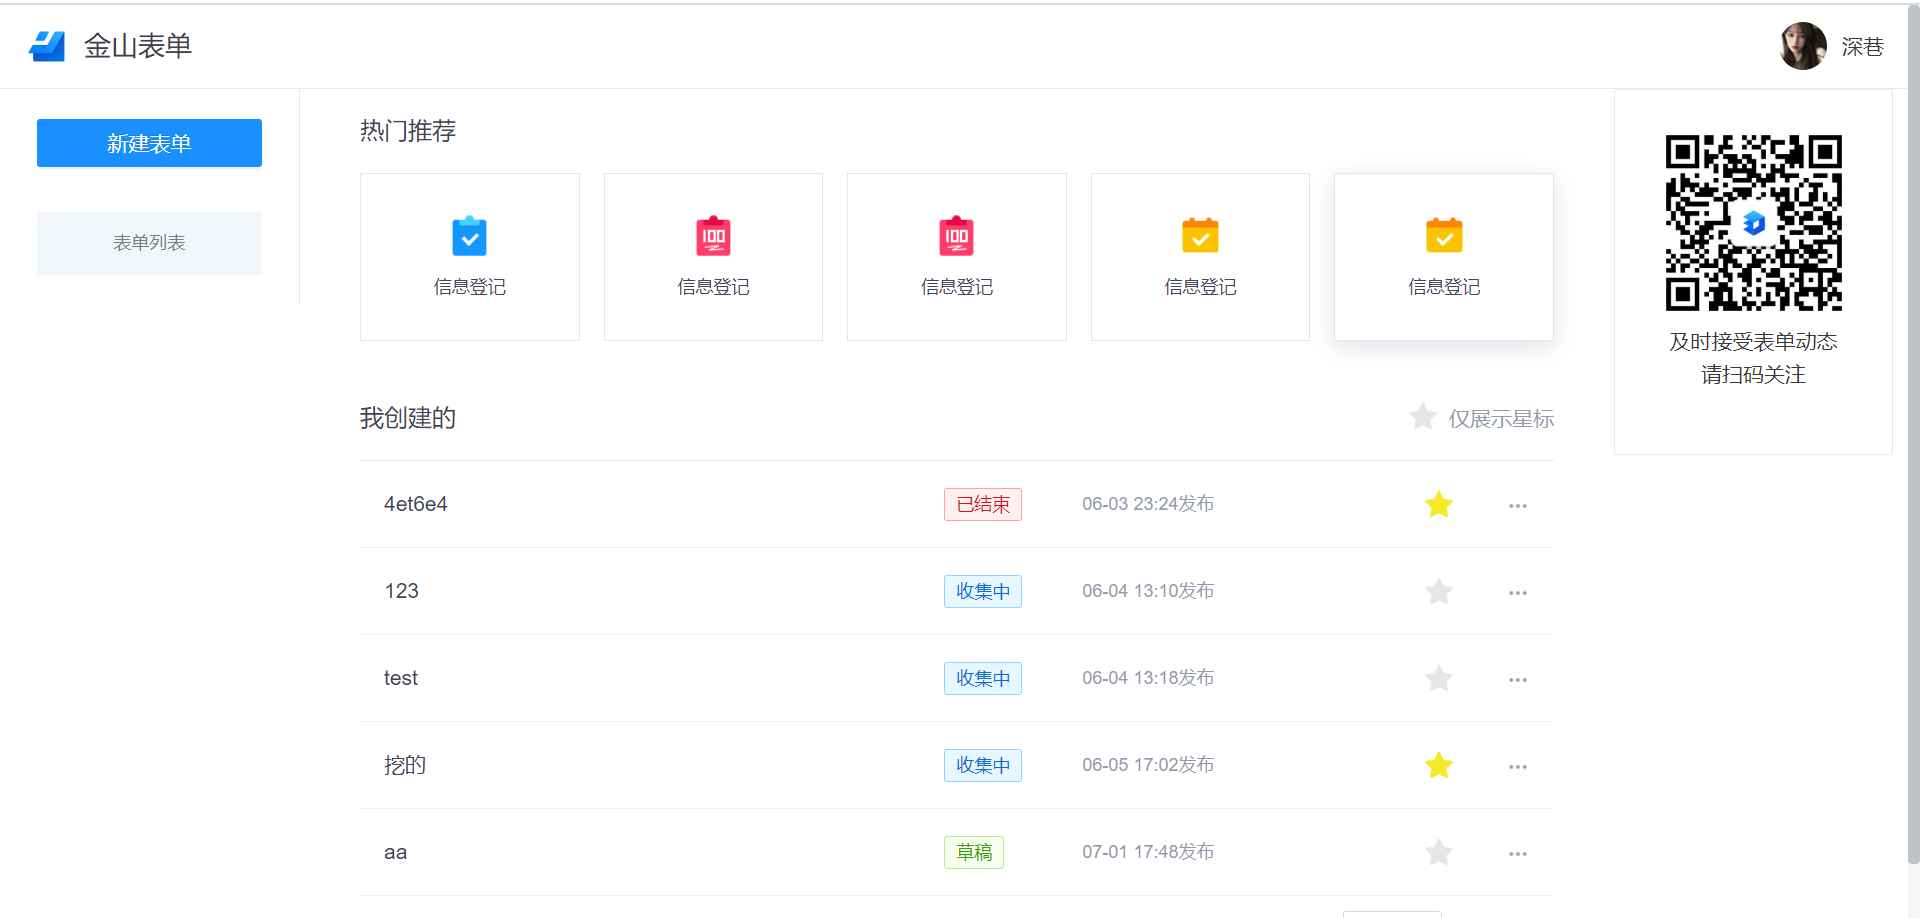 金山表单
深巷
新建表单
表单列表
热门推荐
100 100
信息登记 信息登记 信息登记 信息登记 信息登记
及时接受表单动态
请扫码关注
我创建的 仅展示星标
4et6e4 已结束 06-03 23:24发布 ...
123 收集中 06-04 13:10发布 ...
test 收集中 06-04 13:18发布 ...
挖的 收集中 06-05 17:02发布 ...
aa 草稿 07-01 17:48发布 ...